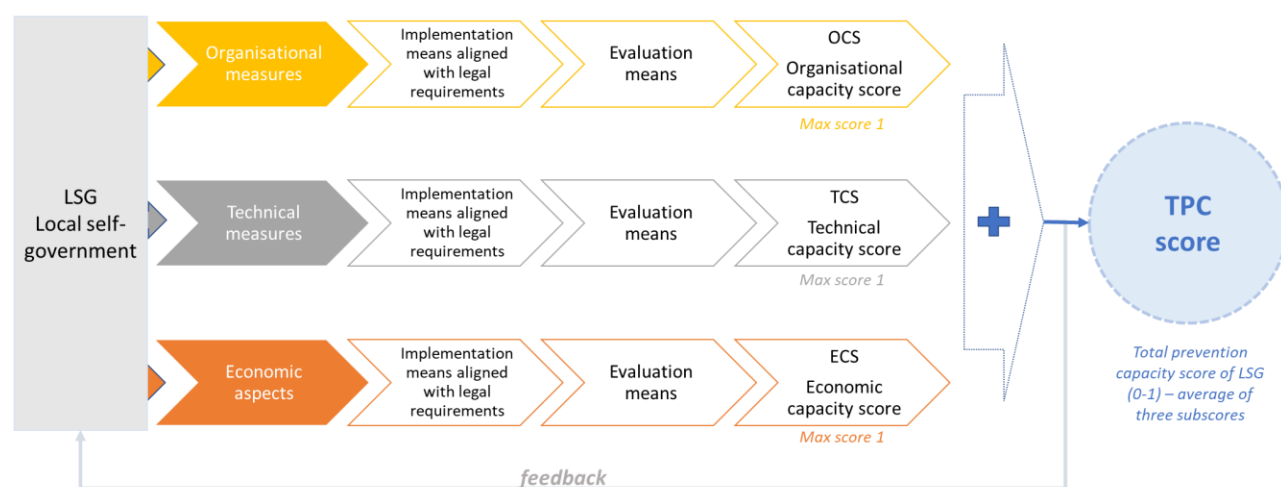 LSG
Local self-
government
Organisational
measures
Implementation
means aligned
with legal
requirements
Evaluation
means
OCS
Organisational
capacity score
Max score 1
Technical
measures
Implementation
means aligned
with legal
requirements
Evaluation
means
TCS
Technical
capacity score
Max score 1
Economic
aspects
Implementation
means aligned
with legal
requirements
Evaluation
means
ECS
Economic
capacity score
Max score 1
TPC
score
Total prevention
capacity score of LSG
(0-1) – average of
three subscores
feedback